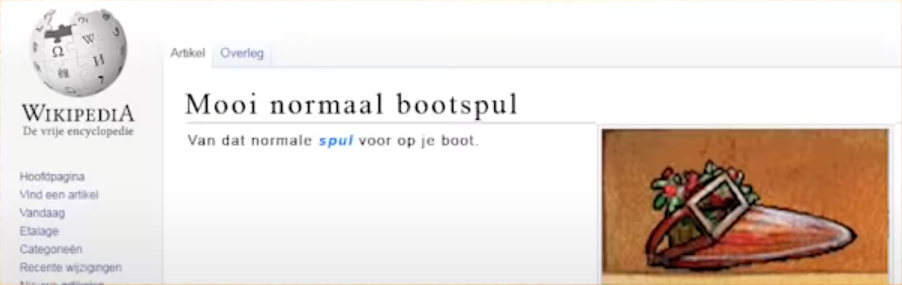 WIKIPEDIA
De vrije encyclopedie
Artikel Overleg
Mooi normaal bootspul
Van dat normale spul voor op je boot.
Hoofdpagina
Vind een artikel
Vandaag
Etalage
Categorieën
Recente wijzigingen